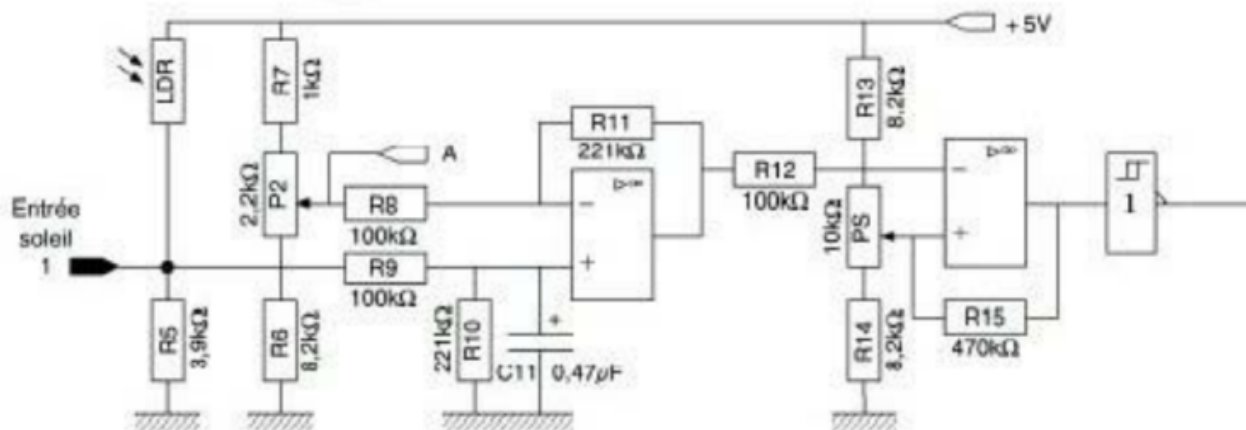 +5V
LDR
R7
1kΩ
R13
8.2kΩ
R11
221kΩ
A
2,2kΩ
P2
R8
100kΩ
R12
100kΩ
▷∞
-
+
▷∞
-
+
1
10kΩ
PS
Entrée
soleil
1
R9
100kΩ
R5
3,9kΩ
R6
8,2kΩ
221kΩ
R10
+
C11 0,47µF
R14
8,2kΩ
R15
470kΩ